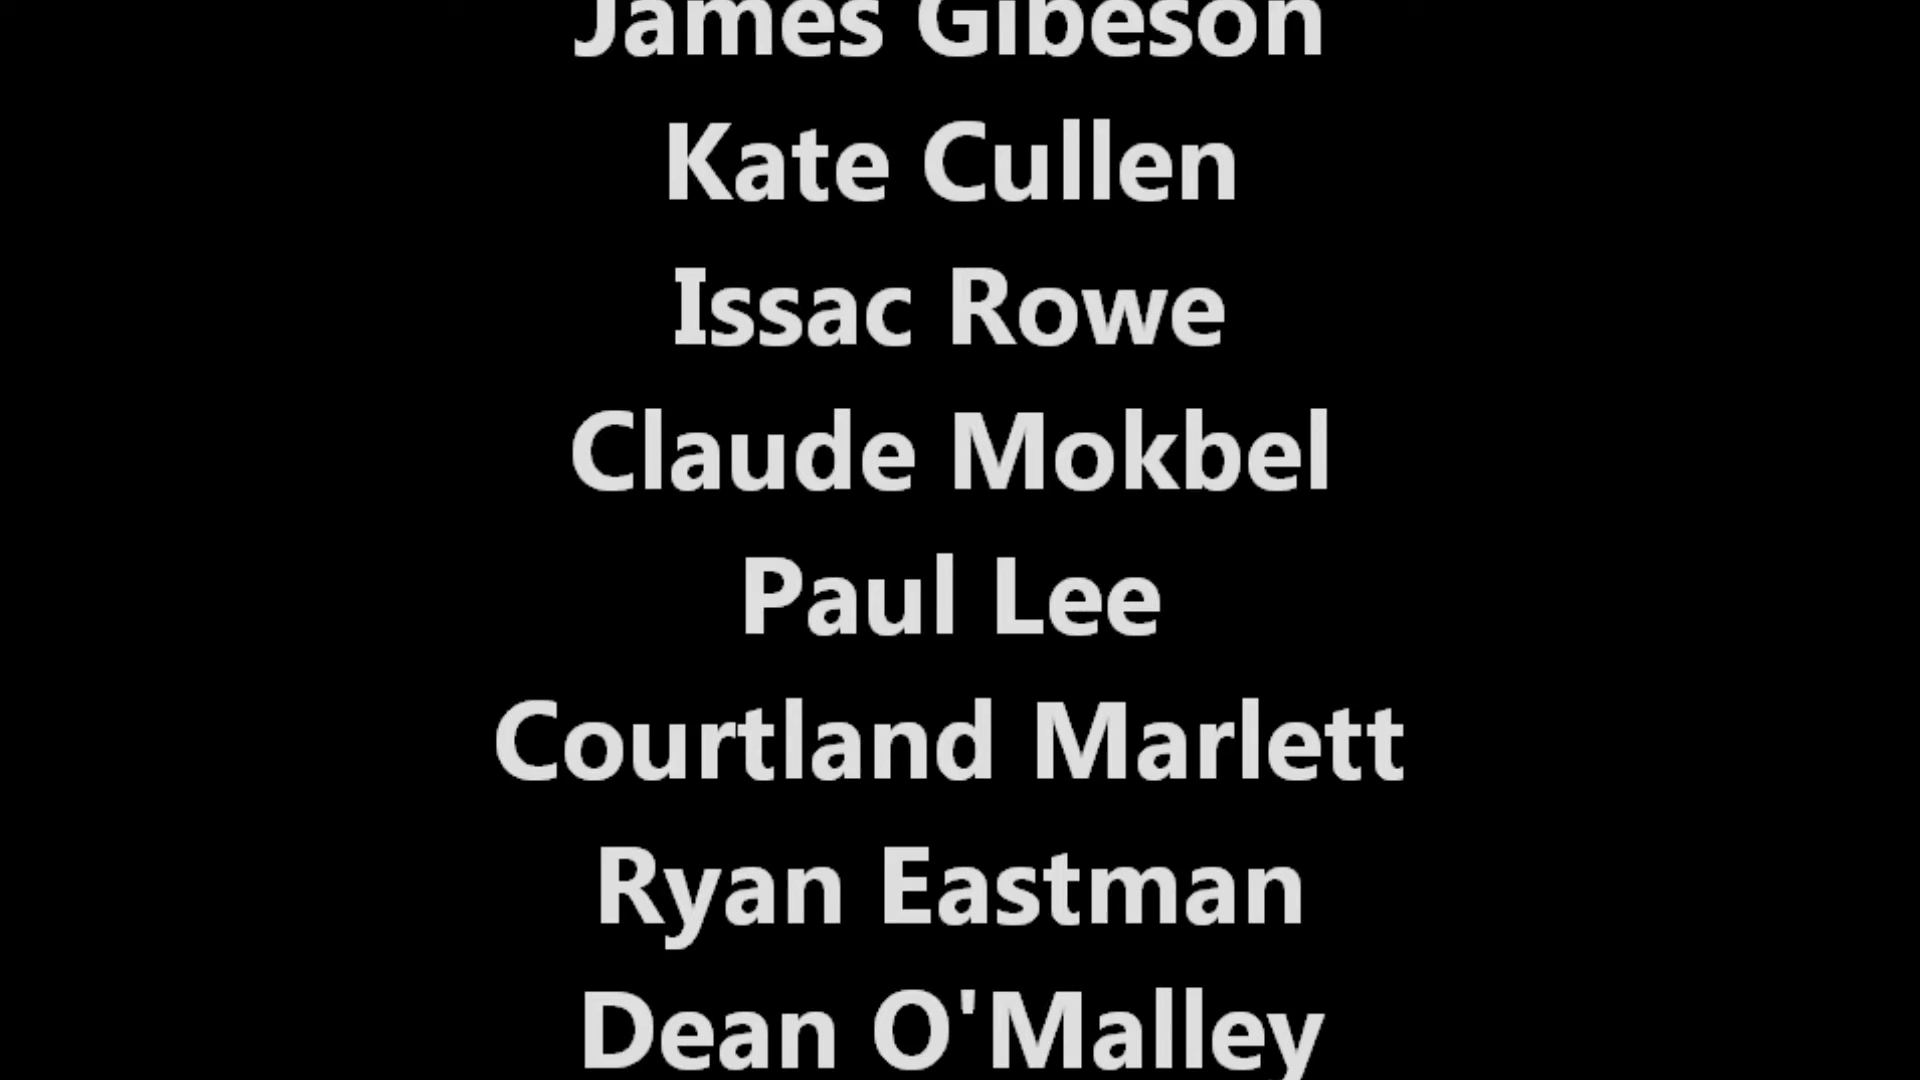 James Gibeson
Kate Cullen
Issac Rowe
Claude Mokbel
Paul Lee
Courtland Marlett
Ryan Eastman
Dean O'Malley